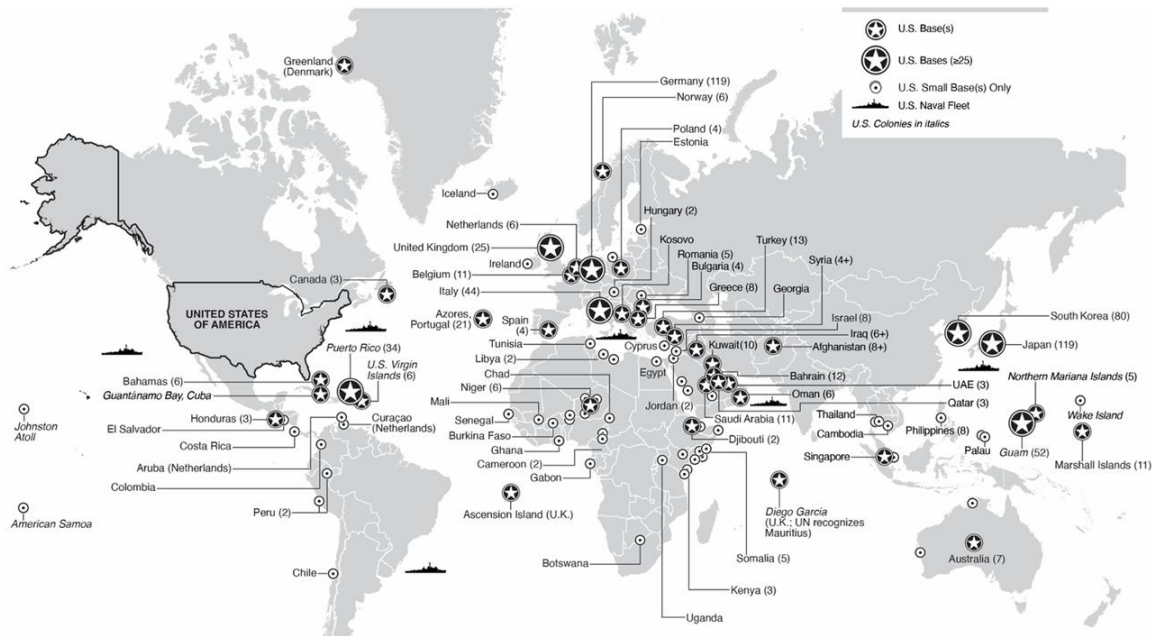 U.S. Base(s)
U.S. Bases (≥25)
U.S. Small Base(s) Only
U.S. Naval Fleet
U.S. Colonies in italics
Greenland
(Denmark)
Germany (119)
Norway (6)
Poland (4)
Estonia
Iceland
Hungary (2)
Netherlands (6)
Kosovo
Turkey (13)
United Kingdom (25)
Romania (5)
Syria (4+)
Ireland
Bulgaria (4)
Belgium (11)
Canada (3)
Greece (8)
Georgia
Italy (44)
UNITED STATES
OF AMERICA
Azores,
Portugal (21)
Spain
(4)
Israel (8)
South Korea (80)
Iraq (6+)
Tunisia
Cyprus
Kuwait(10)
Afghanistan (8+)
Japan (119)
Puerto Rico (34)
Libya (2)
Egypt
U.S. Virgin
Islands (6)
Chad
Bahrain (12)
Northern Mariana Islands (5)
Bahamas (6)
Niger (6)
UAE (3)
Guantánamo Bay, Cuba
Oman (6)
Mali
Jordan (2)
Qatar (3)
Wake Island
Honduras (3)
Curaçao
(Netherlands)
Senegal
Saudi Arabia (11)
Thailand
Johnston
Atoll
El Salvador
Burkina Faso
Cambodia
Philippines (8)
Djibouti (2)
Costa Rica
Ghana
Palau
Guam (52)
Singapore
Marshall Islands (11)
Aruba (Netherlands)
Cameroon (2)
Gabon
Colombia
Peru (2)
Ascension Island (U.K.)
Diego Garcia
(U.K.; UN recognizes
Mauritius)
American Samoa
Botswana
Somalia (5)
Australia (7)
Chile
Kenya (3)
Uganda